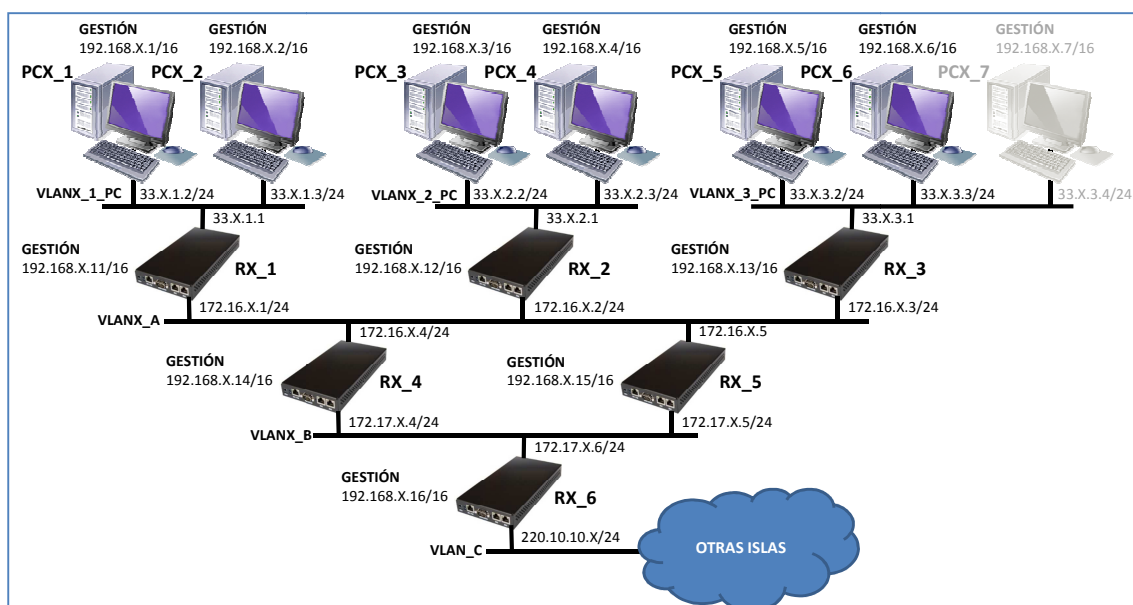 GESTIÓN
192.168.X.1/16
GESTIÓN
192.168.X.2/16
GESTIÓN
192.168.X.3/16
GESTIÓN
192.168.X.4/16
GESTIÓN
192.168.X.5/16
GESTIÓN
192.168.X.6/16
GESTIÓN
192.168.X.7/16
PCX_1
PCX_2
PCX_3
PCX_4
PCX_5
PCX_6
PCX_7
VLANX_1_PC
33.X.1.2/24
33.X.1.3/24
VLANX_2_PC
33.X.2.2/24
33.X.2.3/24
VLANX_3_PC
33.X.3.2/24
33.X.3.3/24
33.X.3.4/24
33.X.1.1
33.X.2.1
33.X.3.1
GESTIÓN
192.168.X.11/16
RX_1
GESTIÓN
192.168.X.12/16
RX_2
GESTIÓN
192.168.X.13/16
RX_3
172.16.X.1/24
172.16.X.2/24
172.16.X.3/24
VLANX_A
172.16.X.4/24
172.16.X.5
GESTIÓN
192.168.X.14/16
RX_4
GESTIÓN
192.168.X.15/16
RX_5
172.17.X.4/24
172.17.X.5/24
VLANX_B
172.17.X.6/24
GESTIÓN
192.168.X.16/16
RX_6
220.10.10.X/24
VLAN_C
OTRAS ISLAS